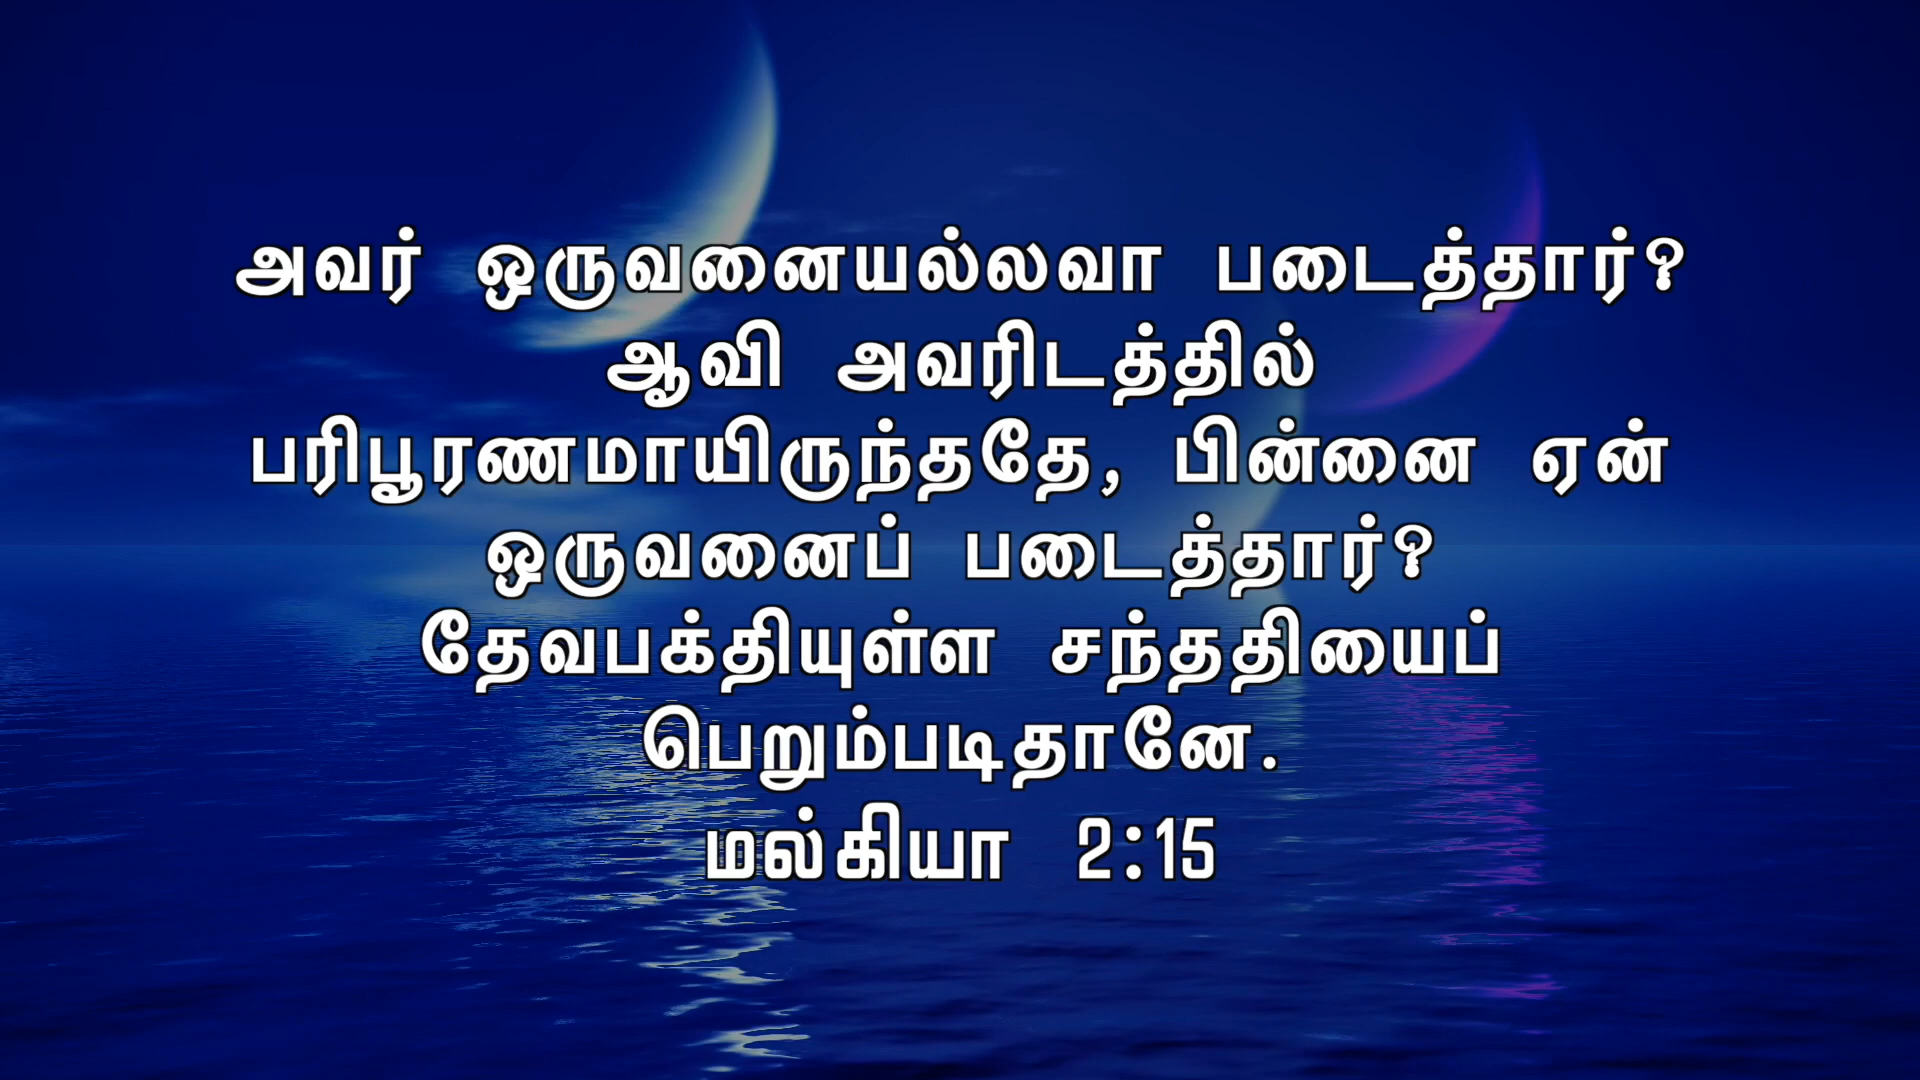 அவர் ஒருவனையல்லவா படைத்தார்?
ஆவி அவரிடத்தில்
பரிபூரணமாயிருந்ததே, பின்னை ஏன்
ஒருவனைப் படைத்தார்?
தேவபக்தியுள்ள சந்ததியைப்
பெறும்படிதானே.
மல்கியா 2:15